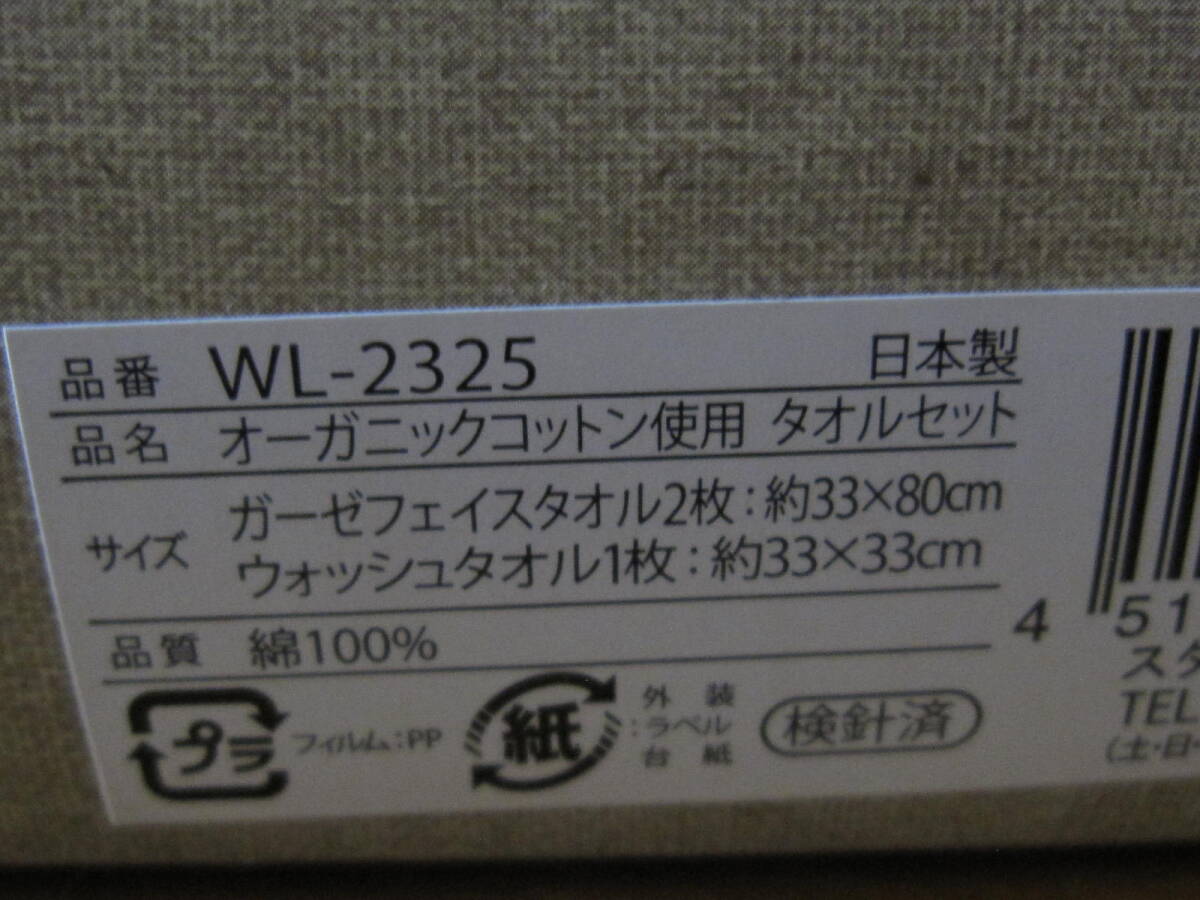 品番 WL-2325 日本製
品名 オーガニックコットン使用 タオルセット
サイズ ガーゼフェイスタオル2枚：約33×80cm
ウォッシュタオル1枚：約33×33cm
品質 綿100%
プラ フィルム：PP
紙 外装
：ラベル
台紙
検針済
4 51
スタ
TEL
(土・日・